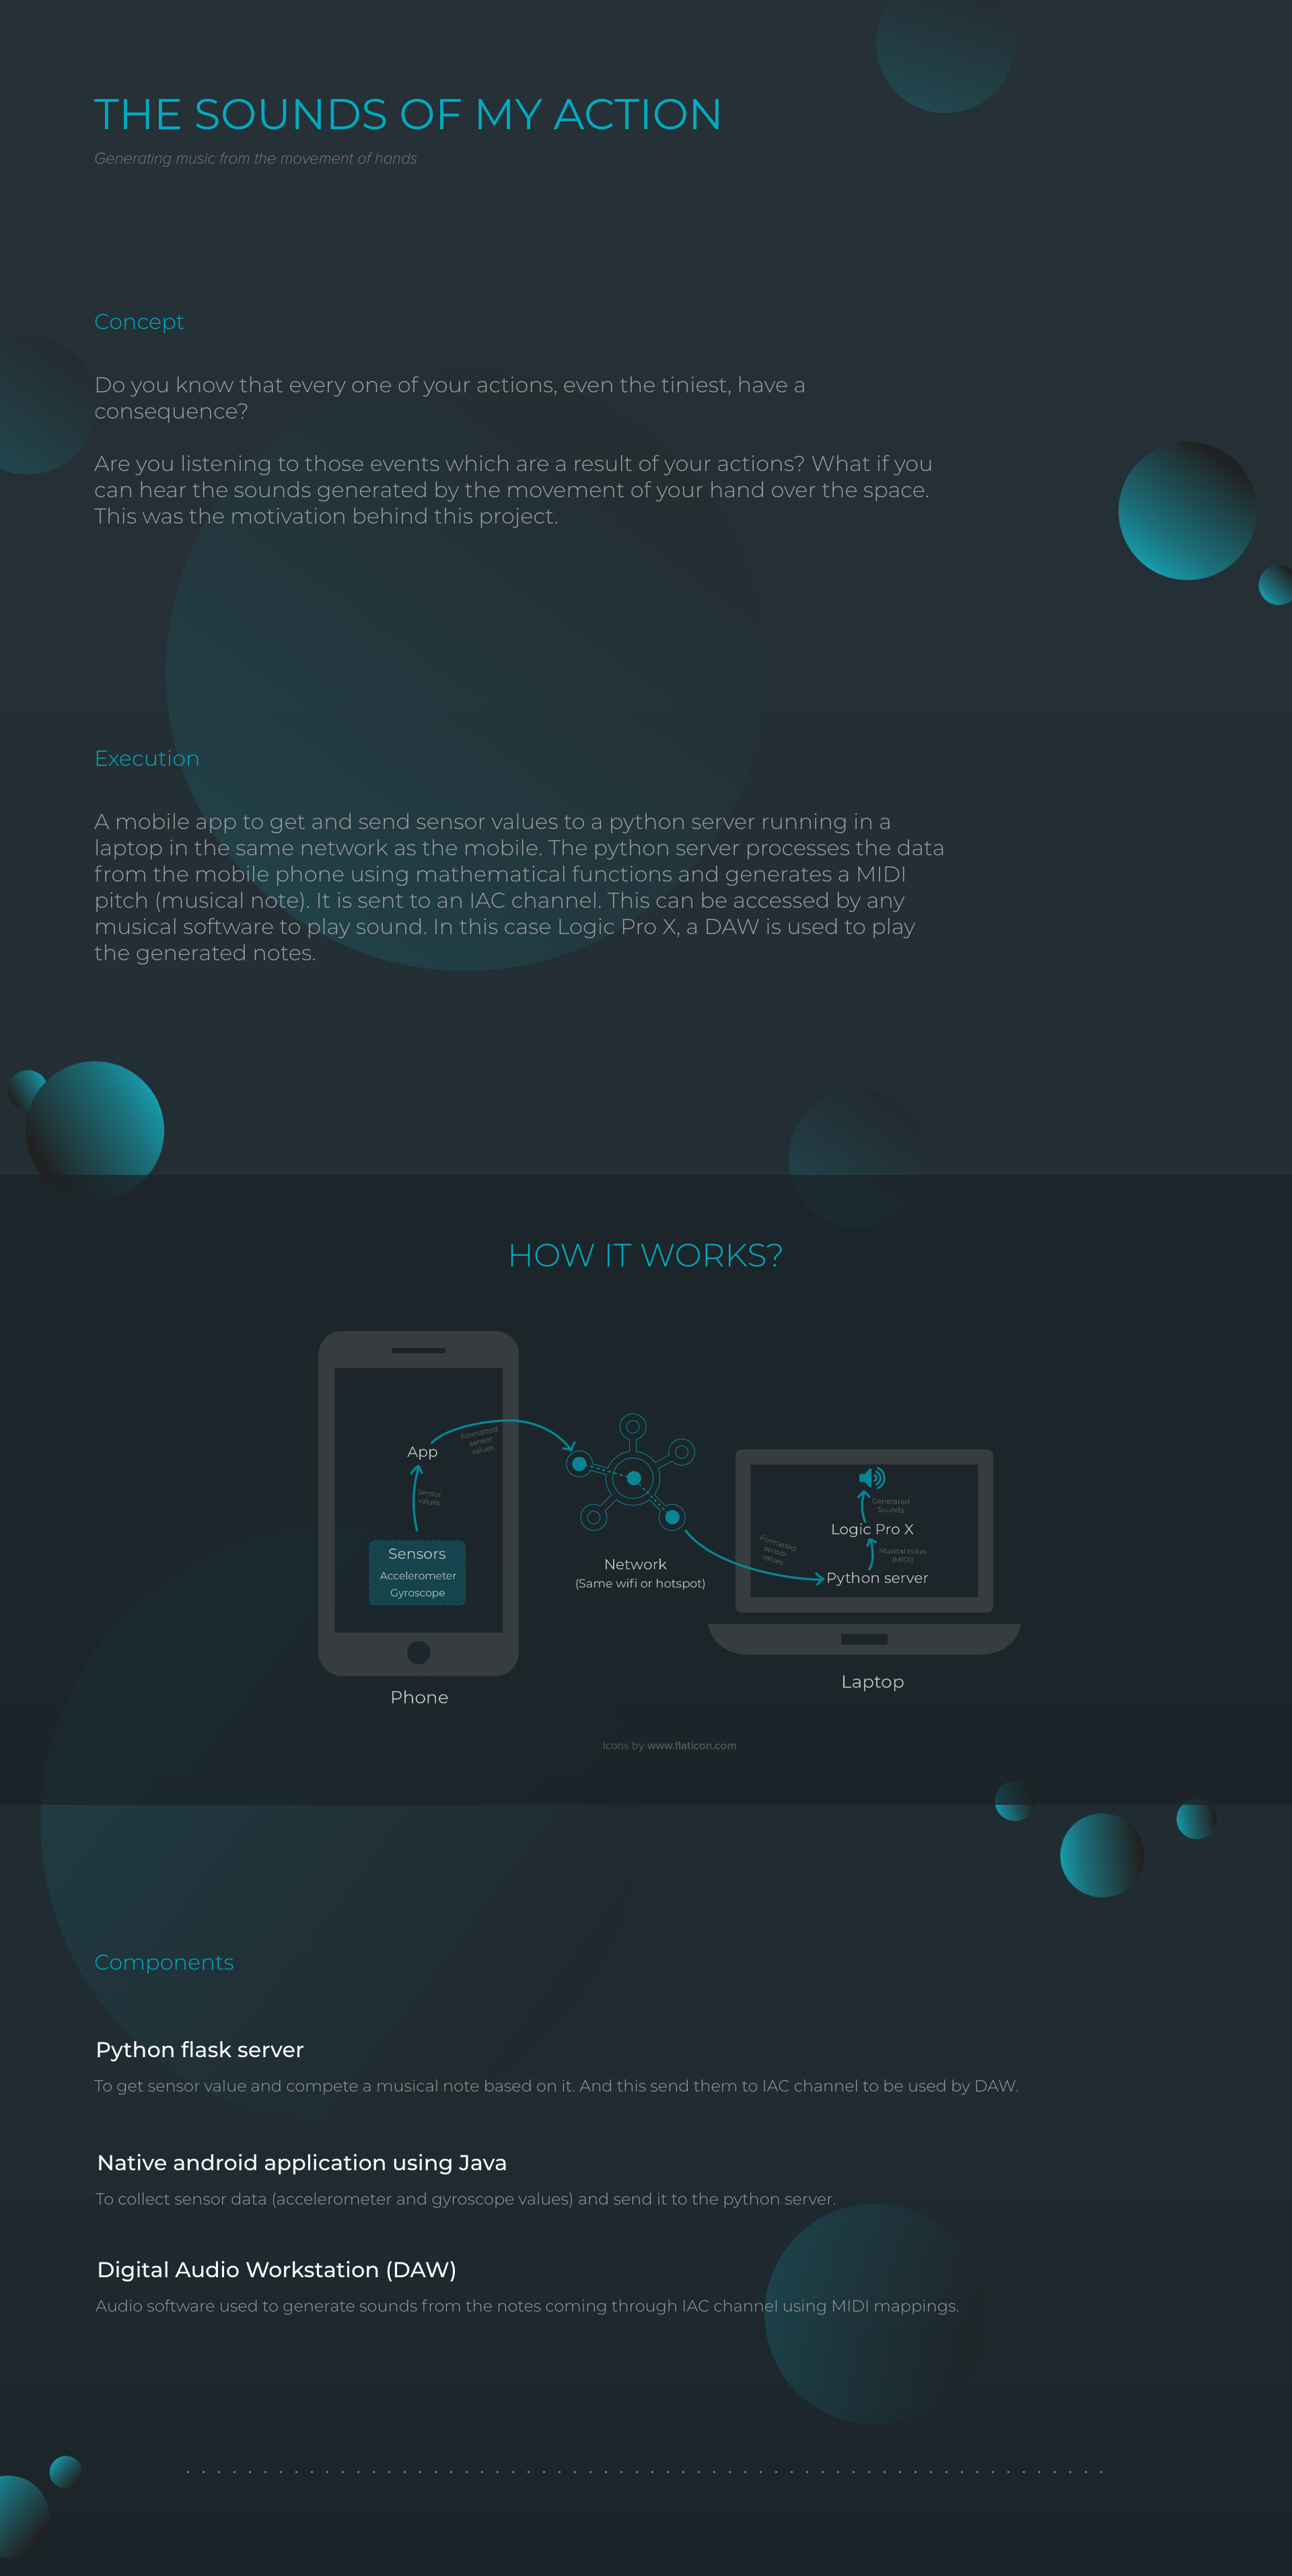 THE SOUNDS OF MY ACTION
Generating music from the movement of hands
Concept
Do you know that every one of your actions, even the tiniest, have a
consequence?
Are you listening to those events which are a result of your actions? What if you
can hear the sounds generated by the movement of your hand over the space.
This was the motivation behind this project.
Execution
A mobile app to get and send sensor values to a python server running in a
laptop in the same network as the mobile. The python server processes the data
from the mobile phone using mathematical functions and generates a MIDI
pitch (musical note). It is sent to an IAC channel. This can be accessed by any
musical software to play sound. In this case Logic Pro X, a DAW is used to play
the generated notes.
HOW IT WORKS?
App
Formatted
sensor
values
Sensor
values
Sensors
Accelerometer
Gyroscope
Phone
Network
(Same wifi or hotspot)
Formatted
sensor
values
Generated
Sounds
Logic Pro X
Musical notes
(MIDI)
Python server
Laptop
Icons by www.flaticon.com
Components
Python flask server
To get sensor value and compete a musical note based on it. And this send them to IAC channel to be used by DAW.
Native android application using Java
To collect sensor data (accelerometer and gyroscope values) and send it to the python server.
Digital Audio Workstation (DAW)
Audio software used to generate sounds from the notes coming through IAC channel using MIDI mappings.